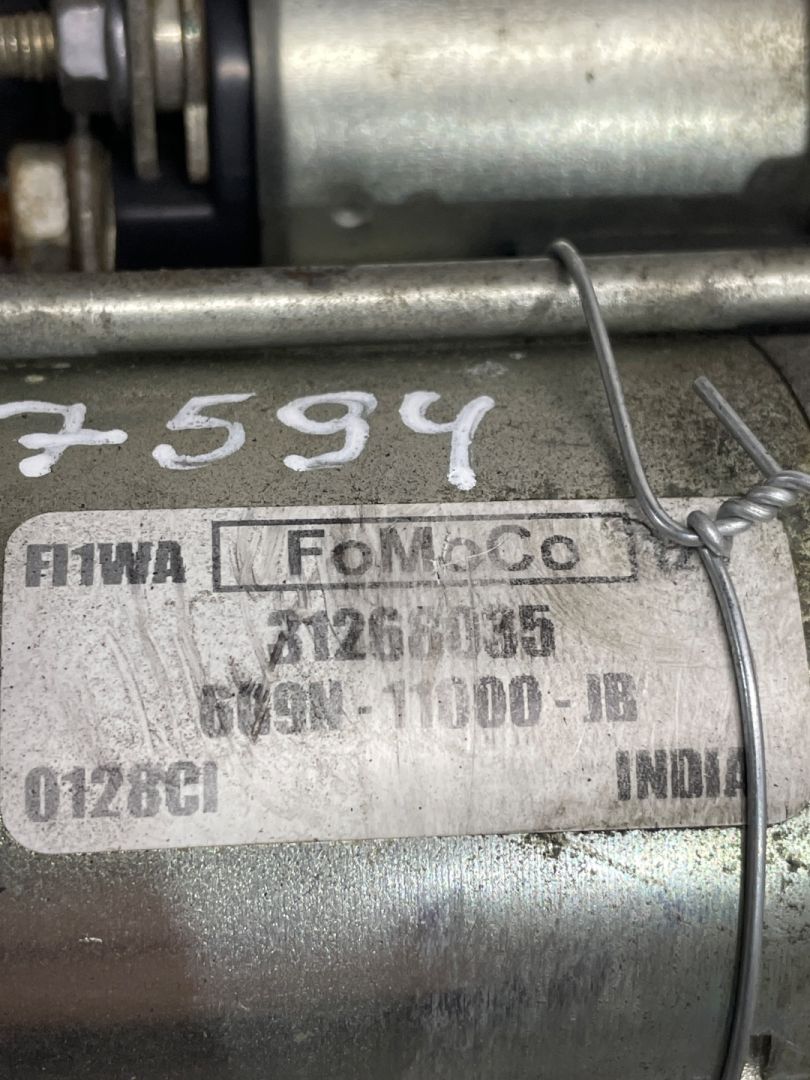 7594
FI1WA FoMoCo
31268035
6G9N-11000-JB
0128CI INDIA